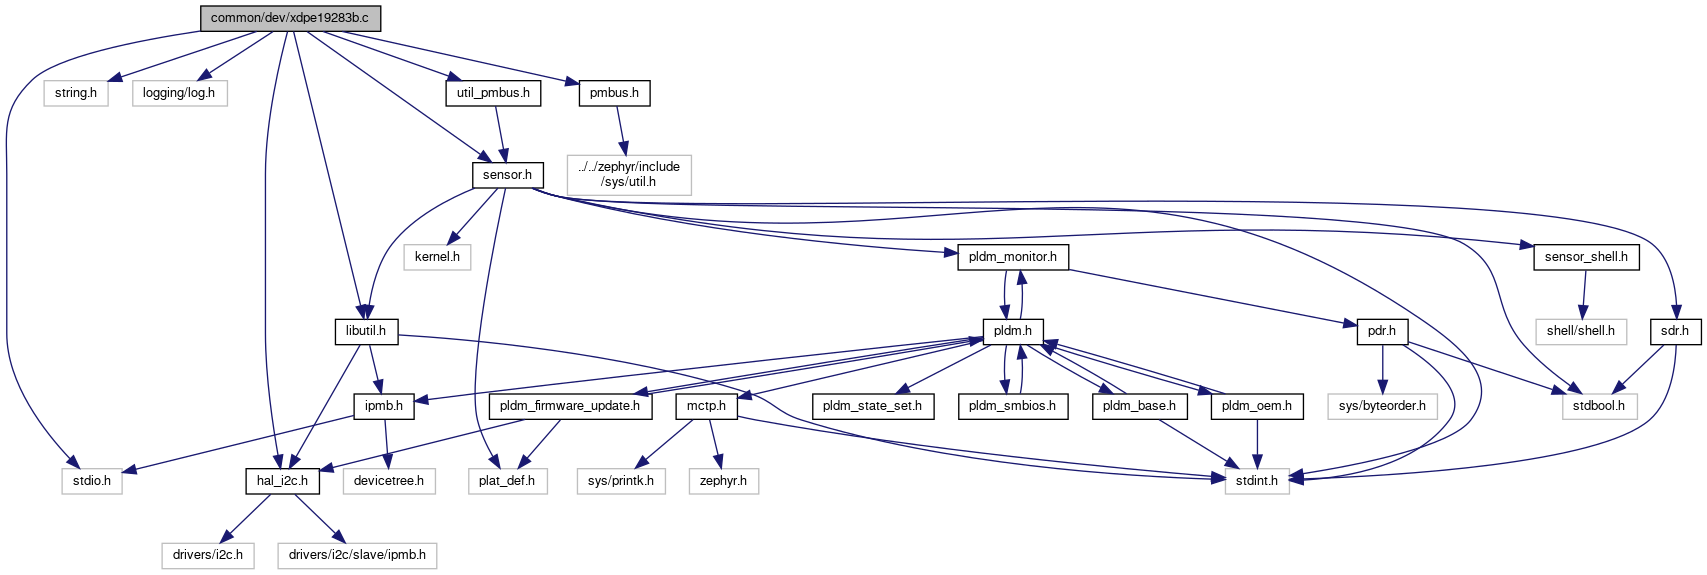 common/dev/xdpe19283b.c
string.h
logging/log.h
util_pmbus.h
pmbus.h
sensor.h
../../zephyr/include
/sys/util.h
kernel.h
pldm_monitor.h
sensor_shell.h
libutil.h
pldm.h
pdr.h
shell/shell.h
sdr.h
ipmb.h
pldm_firmware_update.h
mctp.h
pldm_state_set.h
pldm_smbios.h
pldm_base.h
pldm_oem.h
sys/byteorder.h
stdbool.h
stdio.h
hal_i2c.h
devicetree.h
plat_def.h
sys/printk.h
zephyr.h
stdint.h
drivers/i2c.h
drivers/i2c/slave/ipmb.h